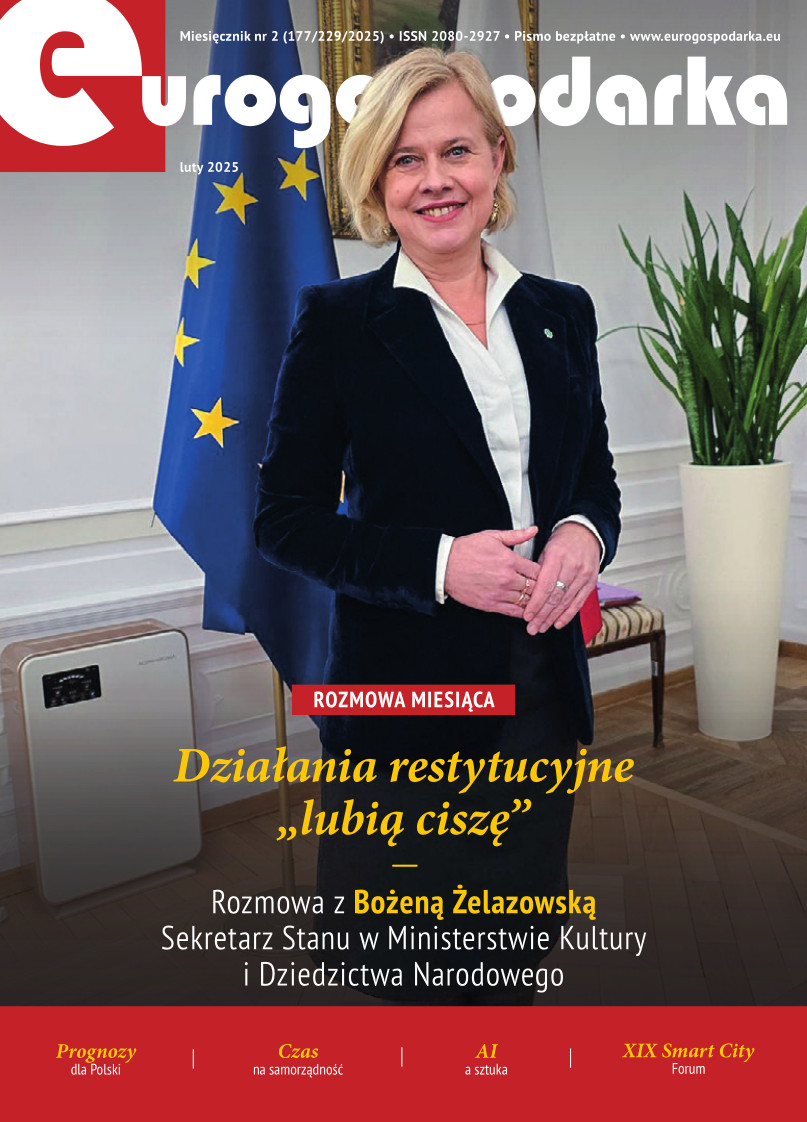 Miesięcznik nr 2 (177/229/2025) • ISSN 2080-2927 • Pismo bezpłatne • www.eurogospodarka.eu
eurogospodarka
luty 2025
ROZMOWA MIESIĄCA
Działania restytucyjne
„lubią ciszę”
Rozmowa z Bożeną Żelazowską
Sekretarz Stanu w Ministerstwie Kultury
i Dziedzictwa Narodowego
Prognozy
dla Polski
Czas
na samorządność
AI
a sztuka
XIX Smart City
Forum